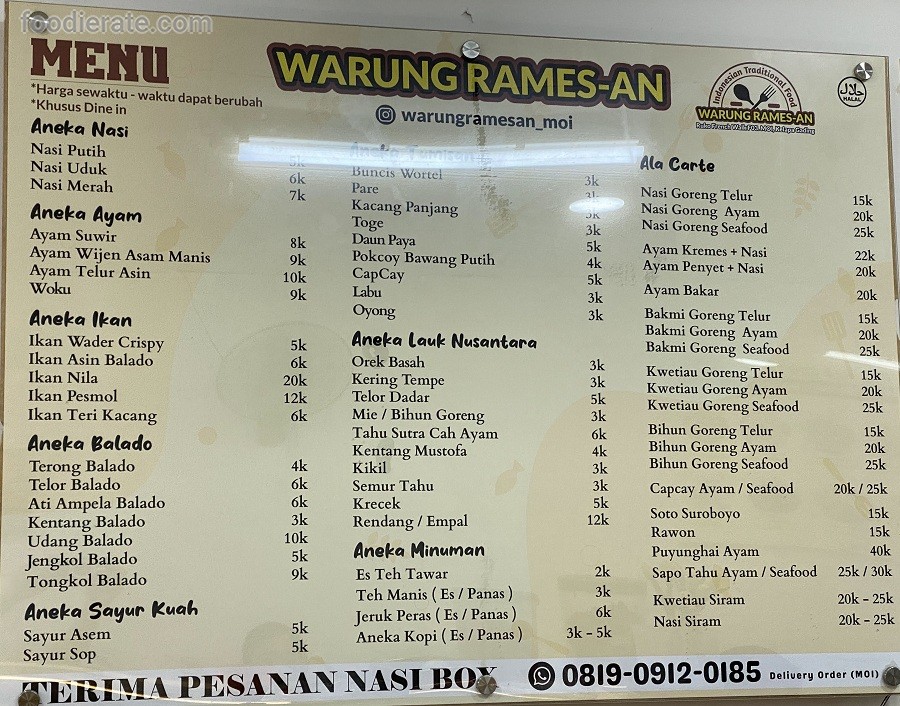 foodierate.com
MENU
*Harga sewaktu - waktu dapat berubah
*Khusus Dine in
WARUNG RAMES-AN
warungramesan_moi
Indonesian Traditional Food
WARUNG RAMES-AN
Ruko French Walk FU3, MOI, Kelapa Gading
حلال
HALAL
Aneka Nasi
Nasi Putih 5k
Nasi Uduk 6k
Nasi Merah 7k
Aneka Ayam
Ayam Suwir 8k
Ayam Wijen Asam Manis 9k
Ayam Telur Asin 10k
Woku 9k
Aneka Ikan
Ikan Wader Crispy 5k
Ikan Asin Balado 6k
Ikan Nila 20k
Ikan Pesmol 12k
Ikan Teri Kacang 6k
Aneka Balado
Terong Balado 4k
Telor Balado 6k
Ati Ampela Balado 6k
Kentang Balado 3k
Udang Balado 10k
Jengkol Balado 5k
Tongkol Balado 9k
Aneka Sayur Kuah
Sayur Asem 5k
Sayur Sop 5k
Aneka Tumisan
Buncis Wortel 3k
Pare 3k
Kacang Panjang
Toge 3k
Daun Paya 5k
Pokcoy Bawang Putih 4k
CapCay 5k
Labu 3k
Oyong 3k
Aneka Lauk Nusantara
Orek Basah 3k
Kering Tempe 3k
Telor Dadar 5k
Mie / Bihun Goreng 3k
Tahu Sutra Cah Ayam 6k
Kentang Mustofa 4k
Kikil 3k
Semur Tahu 3k
Krecek 5k
Rendang / Empal 12k
Aneka Minuman
Es Teh Tawar 2k
Teh Manis ( Es / Panas ) 3k
Jeruk Peras ( Es / Panas ) 6k
Aneka Kopi ( Es / Panas ) 3k - 5k
Ala Carte
Nasi Goreng Telur 15k
Nasi Goreng Ayam 20k
Nasi Goreng Seafood 25k
Ayam Kremes + Nasi 22k
Ayam Penyet + Nasi 20k
Ayam Bakar 20k
Bakmi Goreng Telur 15k
Bakmi Goreng Ayam 20k
Bakmi Goreng Seafood 25k
Kwetiau Goreng Telur 15k
Kwetiau Goreng Ayam 20k
Kwetiau Goreng Seafood 25k
Bihun Goreng Telur 15k
Bihun Goreng Ayam 20k
Bihun Goreng Seafood 25k
Capcay Ayam / Seafood 20k / 25k
Soto Suroboyo 15k
Rawon 15k
Puyunghai Ayam 40k
Sapo Tahu Ayam / Seafood 25k / 30k
Kwetiau Siram 20k - 25k
Nasi Siram 20k - 25k
TERIMA PESANAN NASI BOX
0819-0912-0185 Delivery Order (MOI)